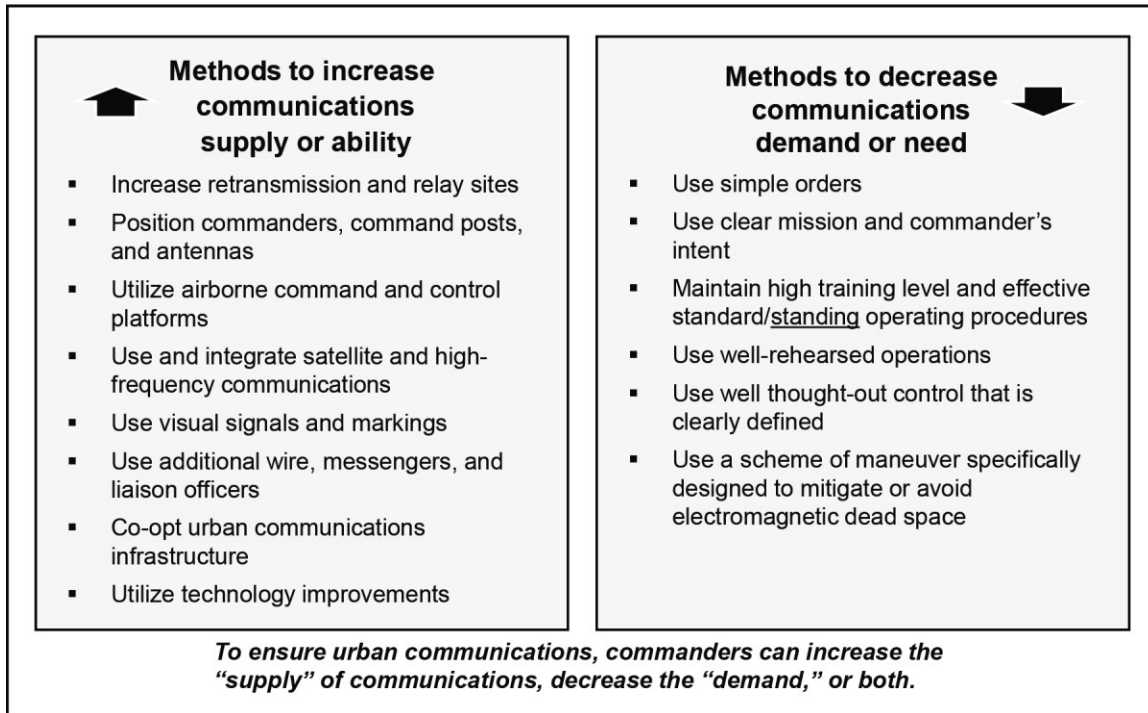 Methods to increase
communications
supply or ability
▪ Increase retransmission and relay sites
▪ Position commanders, command posts,
and antennas
▪ Utilize airborne command and control
platforms
▪ Use and integrate satellite and high-
frequency communications
▪ Use visual signals and markings
▪ Use additional wire, messengers, and
liaison officers
▪ Co-opt urban communications
infrastructure
▪ Utilize technology improvements
Methods to decrease
communications
demand or need
▪ Use simple orders
▪ Use clear mission and commander’s
intent
▪ Maintain high training level and effective
standard/standing operating procedures
▪ Use well-rehearsed operations
▪ Use well thought-out control that is
clearly defined
▪ Use a scheme of maneuver specifically
designed to mitigate or avoid
electromagnetic dead space
To ensure urban communications, commanders can increase the
“supply” of communications, decrease the “demand,” or both.